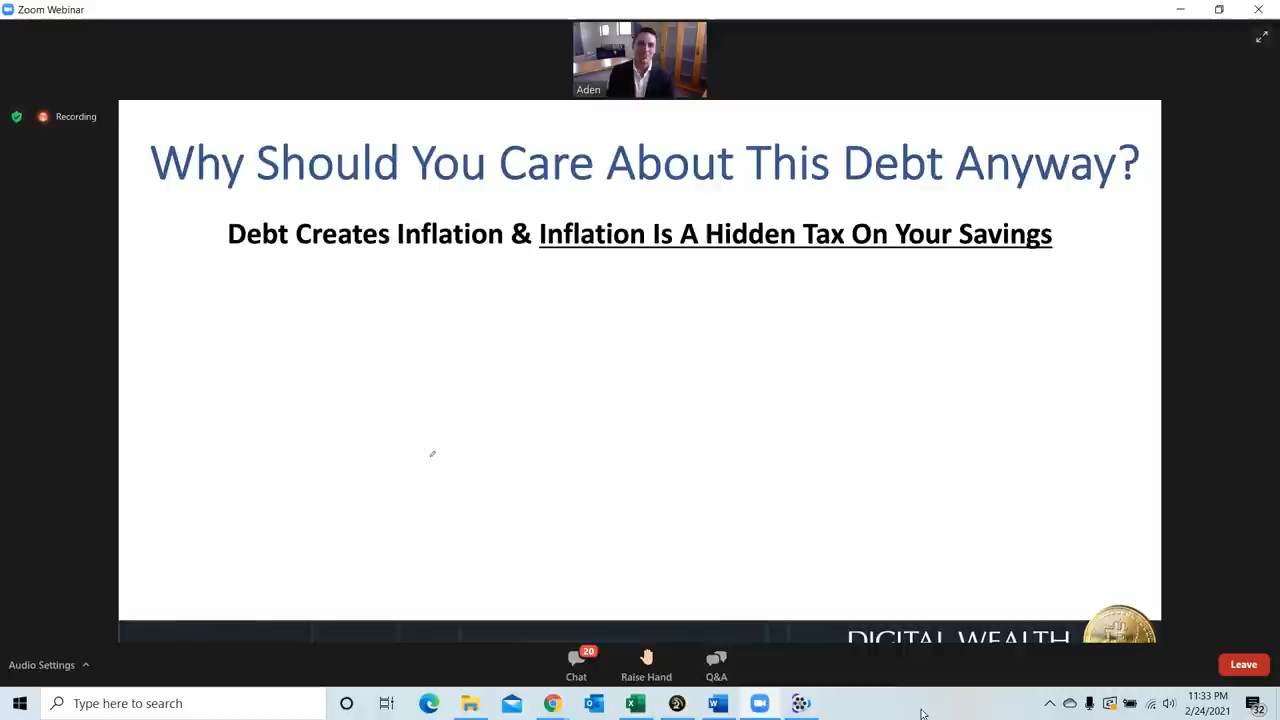 Zoom Webinar
Aden
Recording
Why Should You Care About This Debt Anyway?
Debt Creates Inflation & Inflation Is A Hidden Tax On Your Savings
DIGITAL WEALTH
Audio Settings
20
Chat
Raise Hand
Q&A
Leave
Type here to search
11:33 PM
2/24/2021
32